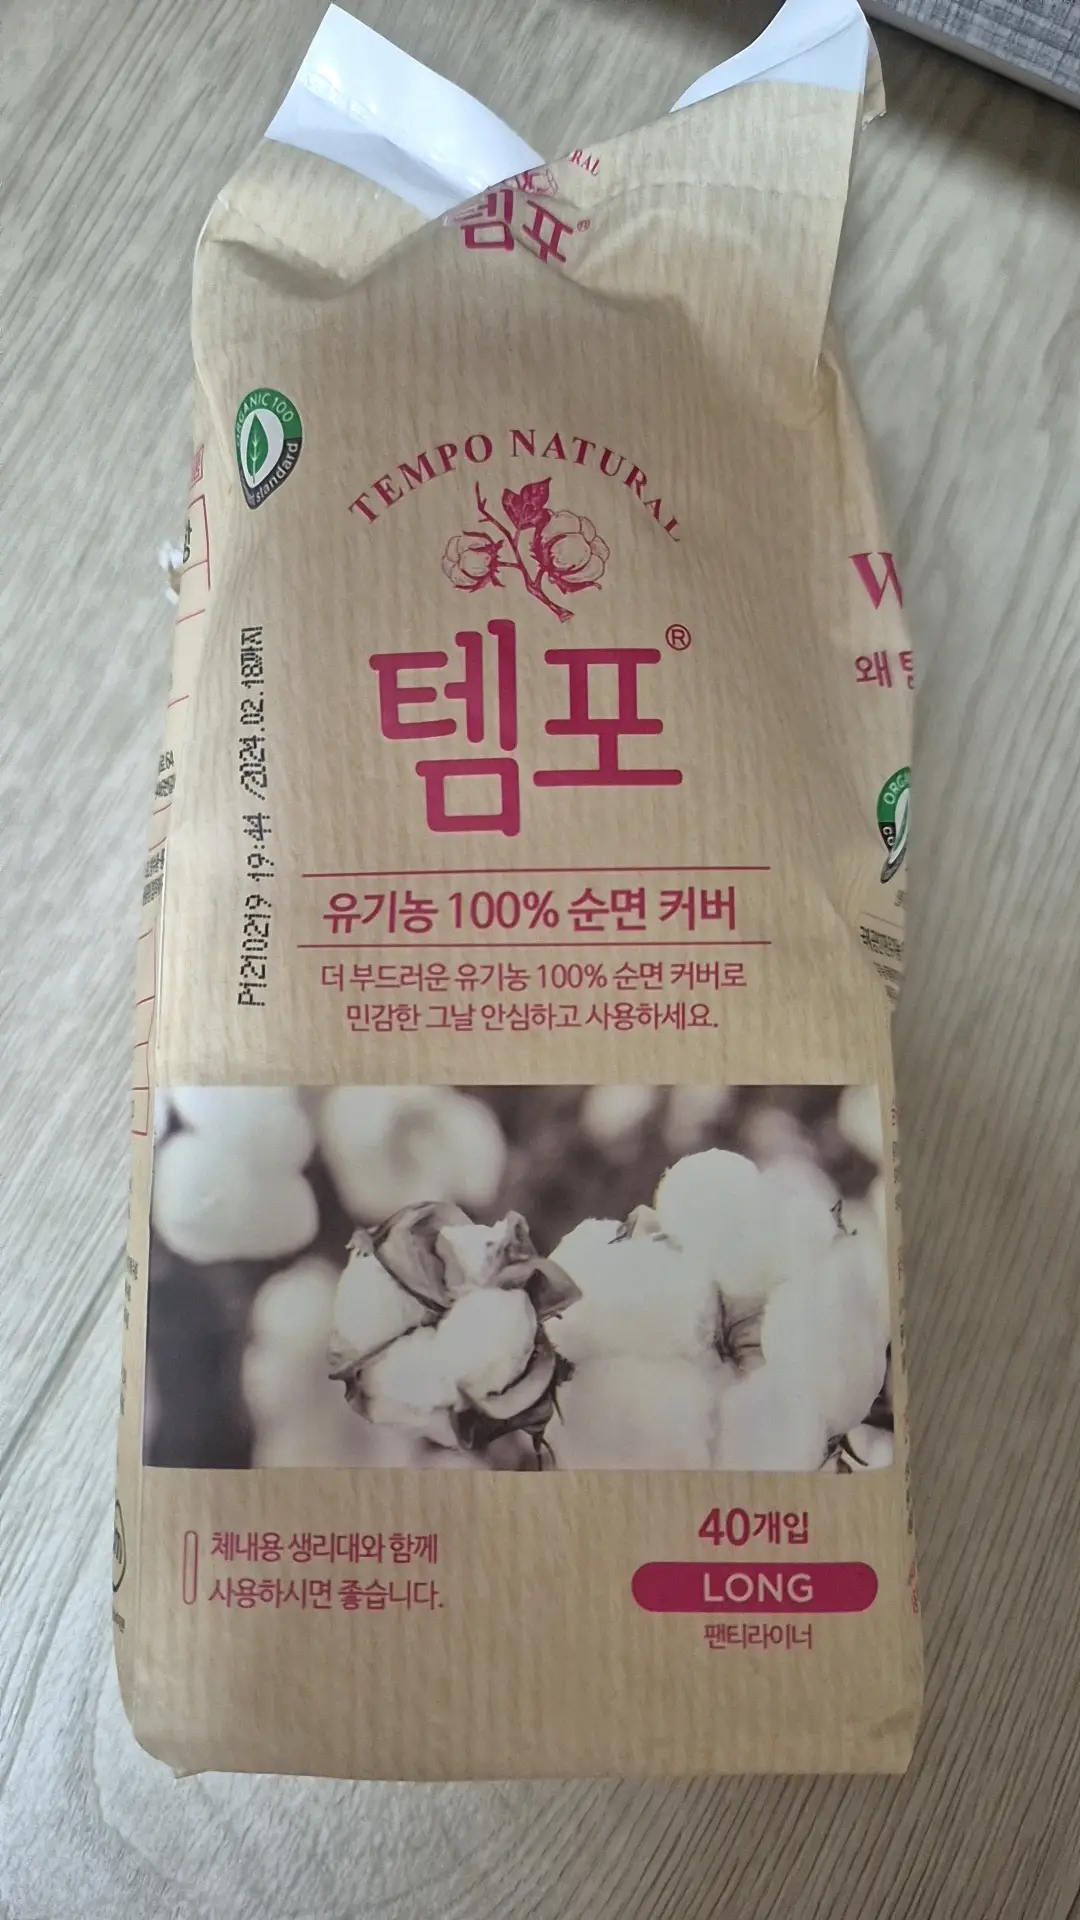 템포®
ORGANIC 100
standard
TEMPO NATURAL
템포®
P1210219 19:44 /2024.02.18까지
유기농 100% 순면 커버
더 부드러운 유기농 100% 순면 커버로
민감한 그날 안심하고 사용하세요.
체내용 생리대와 함께
사용하시면 좋습니다.
40개입
LONG
팬티라이너
왜